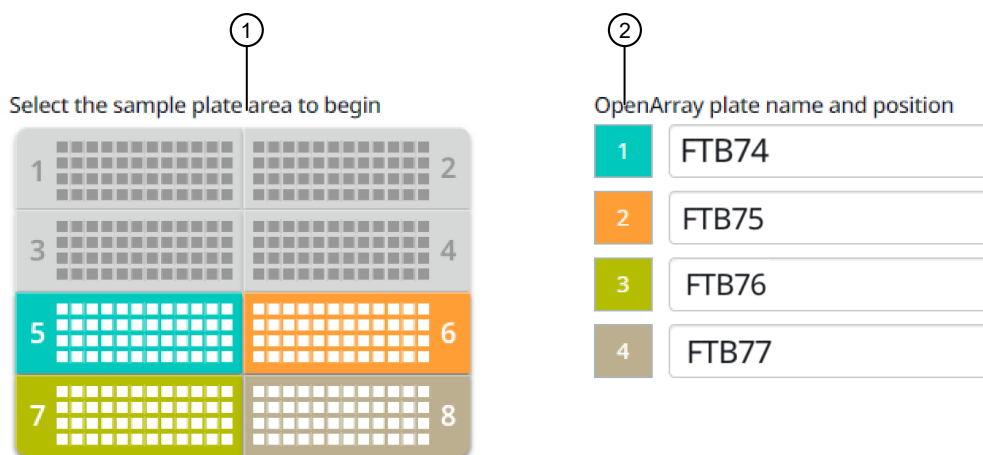 1
2
Select the sample plate area to begin
OpenArray plate name and position
1
2
3
4
5
6
7
8
1 FTB74
2 FTB75
3 FTB76
4 FTB77